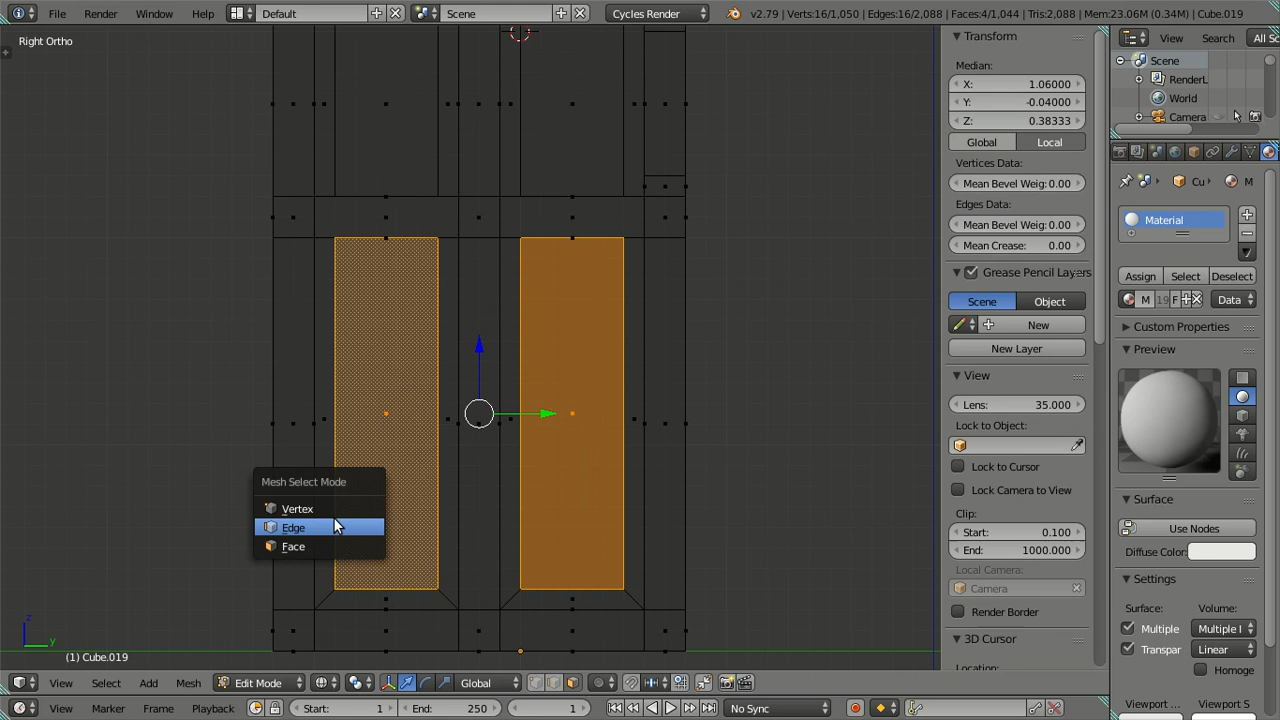 File Render Window Help Default Scene Cycles Render v2.79 | Verts:16/1,050 | Edges:16/2,088 | Faces:4/1,044 | Tris:2,088 | Mem:23.06M (0.34M) | Cube.019
Right Ortho
Transform
Median:
X: 1.06000
Y: -0.04000
Z: 0.38333
Global Local
Vertices Data:
Mean Bevel Weig: 0.00
Edges Data:
Mean Bevel Weig: 0.00
Mean Crease: 0.00
Grease Pencil Layers
Scene Object
New
New Layer
View
Lens: 35.000
Lock to Object:
Lock to Cursor
Lock Camera to View
Clip:
Start: 0.100
End: 1000.000
Local Camera:
Camera
Render Border
3D Cursor
Location:
View Search All Sc
Scene
RenderL
World
Camera
Cu M
Material
Assign Select Deselect
M 19 F Data
Custom Properties
Preview
Surface
Use Nodes
Diffuse Color:
Settings
Surface: Volume:
Multiple Multiple I
Transpar Linear
Homoge
Viewport Viewport S
Mesh Select Mode
Vertex
Edge
Face
z
y
(1) Cube.019
View Select Add Mesh Edit Mode Global
View Marker Frame Playback Start: 1 End: 250 1 No Sync